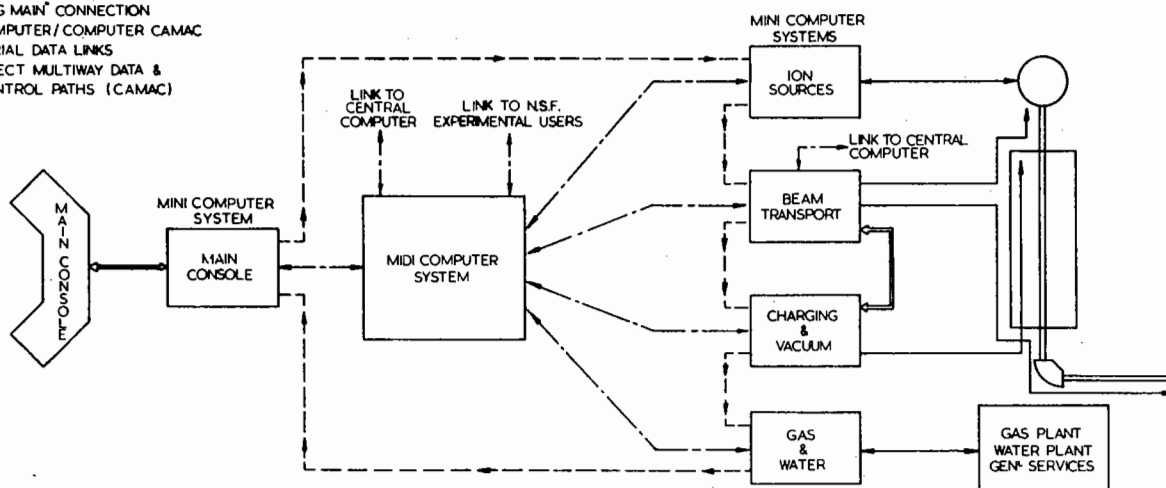 G MAIN" CONNECTION
MPUTER/COMPUTER CAMAC
RIAL DATA LINKS
ECT MULTIWAY DATA &
NTROL PATHS (CAMAC)
MINI COMPUTER
SYSTEMS
ION
SOURCES
LINK TO
CENTRAL
COMPUTER
LINK TO N.S.F.
EXPERIMENTAL USERS
LINK TO CENTRAL
COMPUTER
MAIN CONSOLE
MINI COMPUTER
SYSTEM
MAIN
CONSOLE
MIDI COMPUTER
SYSTEM
BEAM
TRANSPORT
CHARGING
&
VACUUM
GAS
&
WATER
GAS PLANT
WATER PLANT
GENL SERVICES